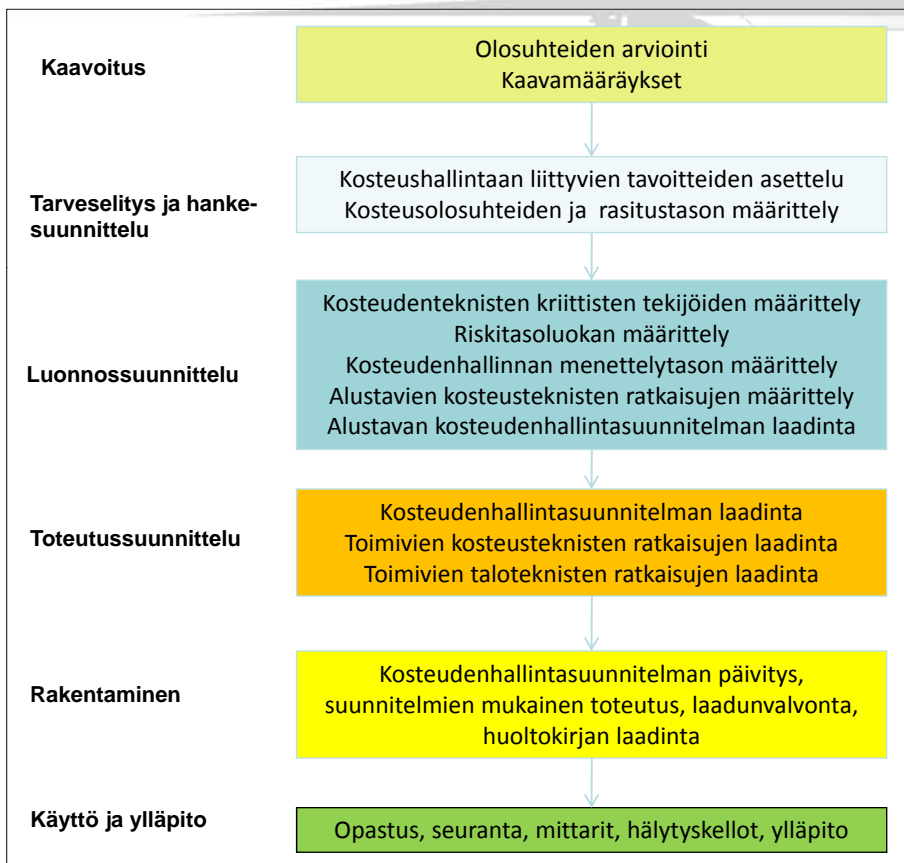 Kaavoitus
Olosuhteiden arviointi
Kaavamääräykset
Tarveselitys ja hanke-
suunnittelu
Kosteushallintaan liittyvien tavoitteiden asettelu
Kosteusolosuhteiden ja rasitustason määrittely
Luonnossuunnittelu
Kosteudenteknisten kriittisten tekijöiden määrittely
Riskitasoluokan määrittely
Kosteudenhallinnan menettelytason määrittely
Alustavien kosteusteknisten ratkaisujen määrittely
Alustavan kosteudenhallintasuunnitelman laadinta
Toteutussuunnittelu
Kosteudenhallintasuunnitelman laadinta
Toimivien kosteusteknisten ratkaisujen laadinta
Toimivien taloteknisten ratkaisujen laadinta
Rakentaminen
Kosteudenhallintasuunnitelman päivitys,
suunnitelmien mukainen toteutus, laadunvalvonta,
huoltokirjan laadinta
Käyttö ja ylläpito
Opastus, seuranta, mittarit, hälytyskellot, ylläpito